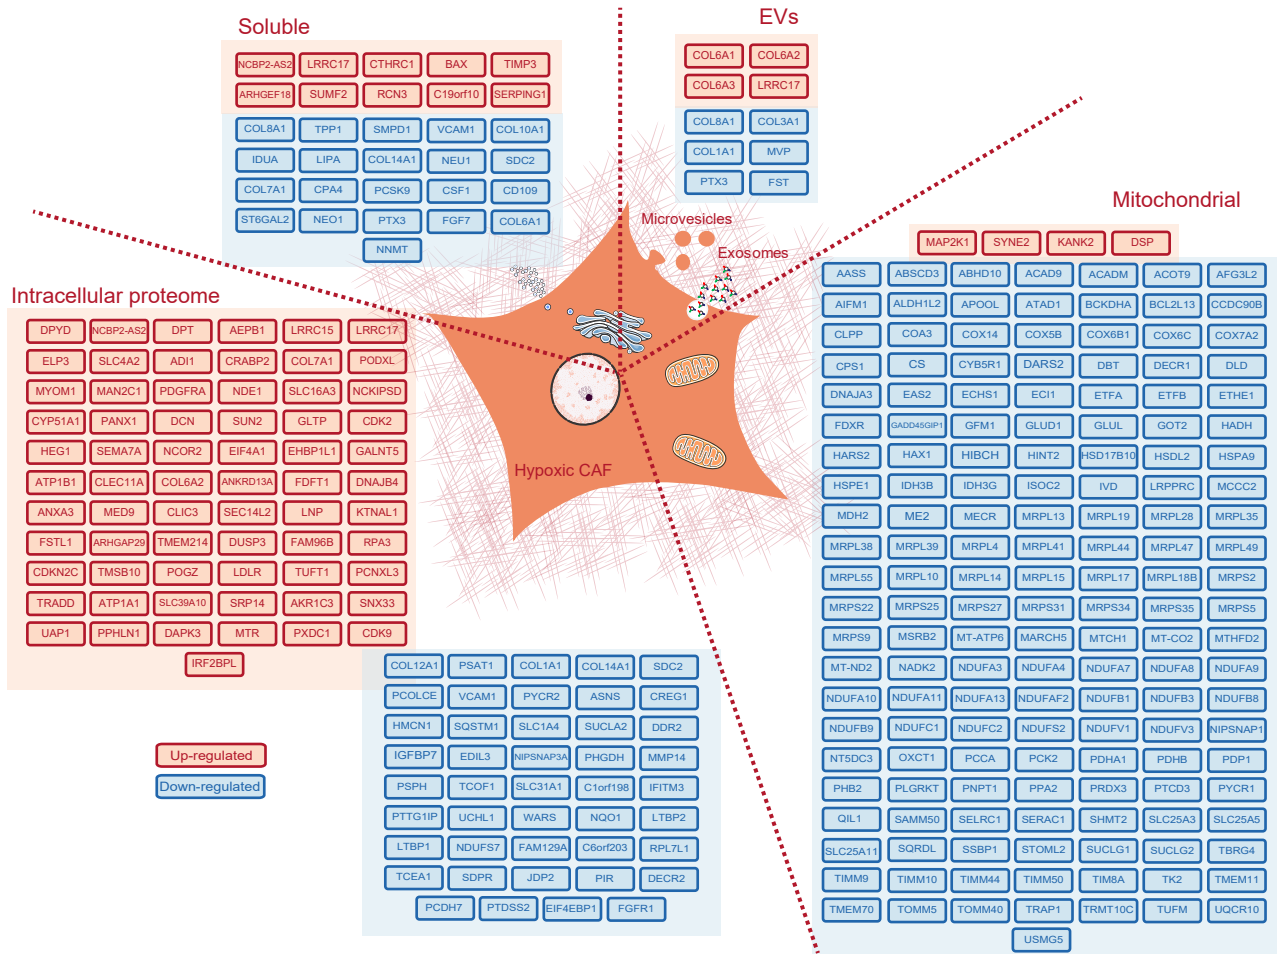 Soluble
NCBP2-AS2 LRRC17 CTHRC1 BAX TIMP3
ARHGEF18 SUMF2 RCN3 C19orf10 SERPING1
COL8A1 TPP1 SMPD1 VCAM1 COL10A1
IDUA LIPA COL14A1 NEU1 SDC2
COL7A1 CPA4 PCSK9 CSF1 CD109
ST6GAL2 NEO1 PTX3 FGF7 COL6A1
NNMT
EVs
COL6A1 COL6A2
COL6A3 LRRC17
COL8A1 COL3A1
COL1A1 MVP
PTX3 FST
Microvesicles
Exosomes
Hypoxic CAF
Mitochondrial
MAP2K1 SYNE2 KANK2 DSP
AASS ABSCD3 ABHD10 ACAD9 ACADM ACOT9 AFG3L2
AIFM1 ALDH1L2 APOOL ATAD1 BCKDHA BCL2L13 CCDC90B
CLPP COA3 COX14 COX5B COX6B1 COX6C COX7A2
CPS1 CS CYB5R1 DARS2 DBT DECR1 DLD
DNAJA3 EAS2 ECHS1 ECI1 ETFA ETFB ETHE1
FDXR GADD45GIP1 GFM1 GLUD1 GLUL GOT2 HADH
HARS2 HAX1 HIBCH HINT2 HSD17B10 HSDL2 HSPA9
HSPE1 IDH3B IDH3G ISOC2 IVD LRPPRC MCCC2
MDH2 ME2 MECR MRPL13 MRPL19 MRPL28 MRPL35
MRPL38 MRPL39 MRPL4 MRPL41 MRPL44 MRPL47 MRPL49
MRPL55 MRPL10 MRPL14 MRPL15 MRPL17 MRPL18B MRPS2
MRPS22 MRPS25 MRPS27 MRPS31 MRPS34 MRPS35 MRPS5
MRPS9 MSRB2 MT-ATP6 MARCH5 MTCH1 MT-CO2 MTHFD2
MT-ND2 NADK2 NDUFA3 NDUFA4 NDUFA7 NDUFA8 NDUFA9
NDUFA10 NDUFA11 NDUFA13 NDUFAF2 NDUFB1 NDUFB3 NDUFB8
NDUFB9 NDUFC1 NDUFC2 NDUFS2 NDUFV1 NDUFV3 NIPSNAP1
NT5DC3 OXCT1 PCCA PCK2 PDHA1 PDHB PDP1
PHB2 PLGRKT PNPT1 PPA2 PRDX3 PTCD3 PYCR1
QIL1 SAMM50 SELRC1 SERAC1 SHMT2 SLC25A3 SLC25A5
SLC25A11 SQRDL SSBP1 STOML2 SUCLG1 SUCLG2 TBRG4
TIMM9 TIMM10 TIMM44 TIMM50 TIM8A TK2 TMEM11
TMEM70 TOMM5 TOMM40 TRAP1 TRMT10C TUFM UQCR10
USMG5
Intracellular proteome
DPYD NCBP2-AS2 DPT AEPB1 LRRC15 LRRC17
ELP3 SLC4A2 ADI1 CRABP2 COL7A1 PODXL
MYOM1 MAN2C1 PDGFRA NDE1 SLC16A3 NCKIPSD
CYP51A1 PANX1 DCN SUN2 GLTP CDK2
HEG1 SEMA7A NCOR2 EIF4A1 EHBP1L1 GALNT5
ATP1B1 CLEC11A COL6A2 ANKRD13A FDFT1 DNAJB4
ANXA3 MED9 CLIC3 SEC14L2 LNP KTNAL1
FSTL1 ARHGAP29 TMEM214 DUSP3 FAM96B RPA3
CDKN2C TMSB10 POGZ LDLR TUFT1 PCNXL3
TRADD ATP1A1 SLC39A10 SRP14 AKR1C3 SNX33
UAP1 PPHLN1 DAPK3 MTR PXDC1 CDK9
IRF2BPL
COL12A1 PSAT1 COL1A1 COL14A1 SDC2
PCOLCE VCAM1 PYCR2 ASNS CREG1
HMCN1 SQSTM1 SLC1A4 SUCLA2 DDR2
IGFBP7 EDIL3 NIPSNAP3A PHGDH MMP14
PSPH TCOF1 SLC31A1 C1orf198 IFITM3
PTTG1IP UCHL1 WARS NQO1 LTBP2
LTBP1 NDUFS7 FAM129A C6orf203 RPL7L1
TCEA1 SDPR JDP2 PIR DECR2
PCDH7 PTDSS2 EIF4EBP1 FGFR1
Up-regulated
Down-regulated